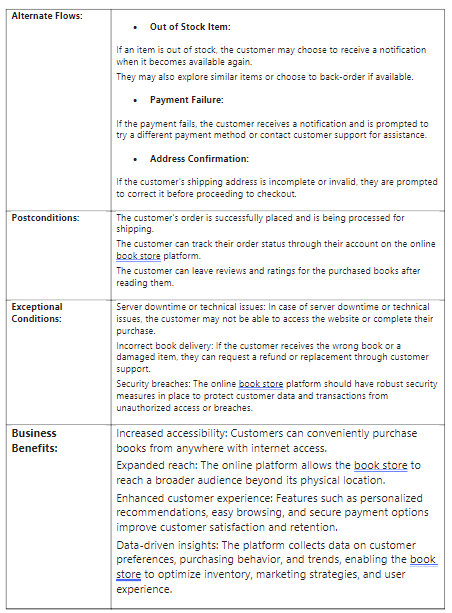 Alternate Flows:
• Out of Stock Item:
If an item is out of stock, the customer may choose to receive a notification
when it becomes available again.
They may also explore similar items or choose to back-order if available.
• Payment Failure:
If the payment fails, the customer receives a notification and is prompted to
try a different payment method or contact customer support for assistance.
• Address Confirmation:
If the customer's shipping address is incomplete or invalid, they are prompted
to correct it before proceeding to checkout.
Postconditions:
The customer's order is successfully placed and is being processed for
shipping.
The customer can track their order status through their account on the online
book store platform.
The customer can leave reviews and ratings for the purchased books after
reading them.
Exceptional
Conditions:
Server downtime or technical issues: In case of server downtime or technical
issues, the customer may not be able to access the website or complete their
purchase.
Incorrect book delivery: If the customer receives the wrong book or a
damaged item, they can request a refund or replacement through customer
support.
Security breaches: The online book store platform should have robust security
measures in place to protect customer data and transactions from
unauthorized access or breaches.
Business
Benefits:
Increased accessibility: Customers can conveniently purchase
books from anywhere with internet access.
Expanded reach: The online platform allows the book store to
reach a broader audience beyond its physical location.
Enhanced customer experience: Features such as personalized
recommendations, easy browsing, and secure payment options
improve customer satisfaction and retention.
Data-driven insights: The platform collects data on customer
preferences, purchasing behavior, and trends, enabling the book
store to optimize inventory, marketing strategies, and user
experience.